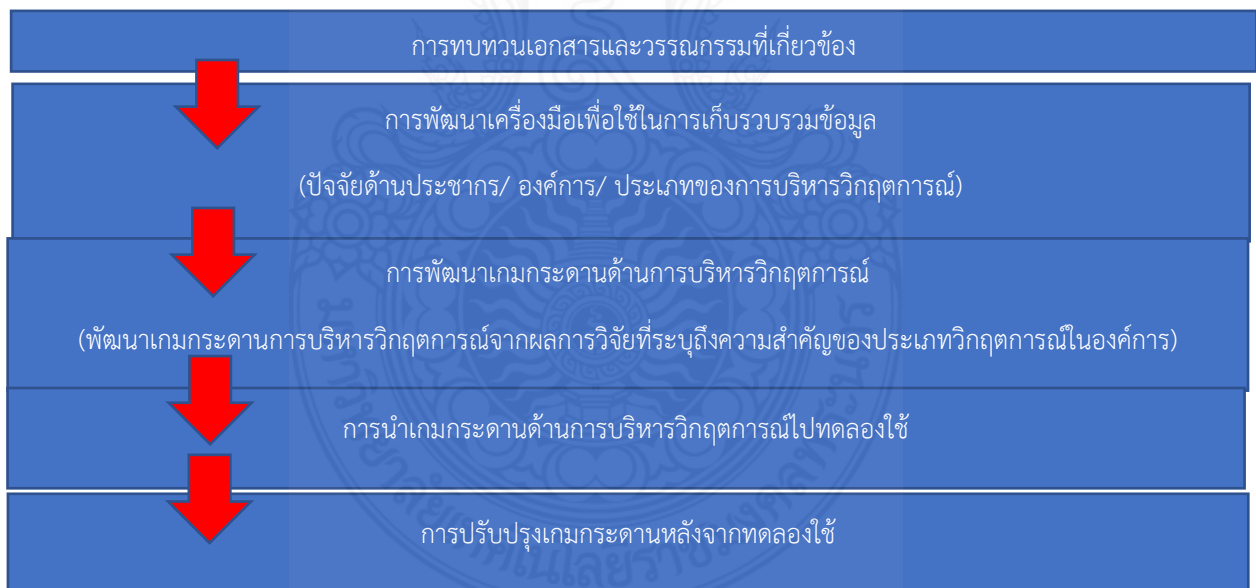 การทบทวนเอกสารและวรรณกรรมที่เกี่ยวข้อง
การพัฒนาเครื่องมือเพื่อใช้ในการเก็บรวบรวมข้อมูล
(ปัจจัยด้านประชากร/ องค์การ/ ประเภทของการบริหารวิกฤตการณ์)
การพัฒนาเกมกระดานด้านการบริหารวิกฤตการณ์
(พัฒนาเกมกระดานการบริหารวิกฤตการณ์จากผลการวิจัยที่ระบุถึงความสำคัญของประเภทวิกฤตการณ์ในองค์การ)
การนำเกมกระดานด้านการบริหารวิกฤตการณ์ไปทดลองใช้
การปรับปรุงเกมกระดานหลังจากทดลองใช้